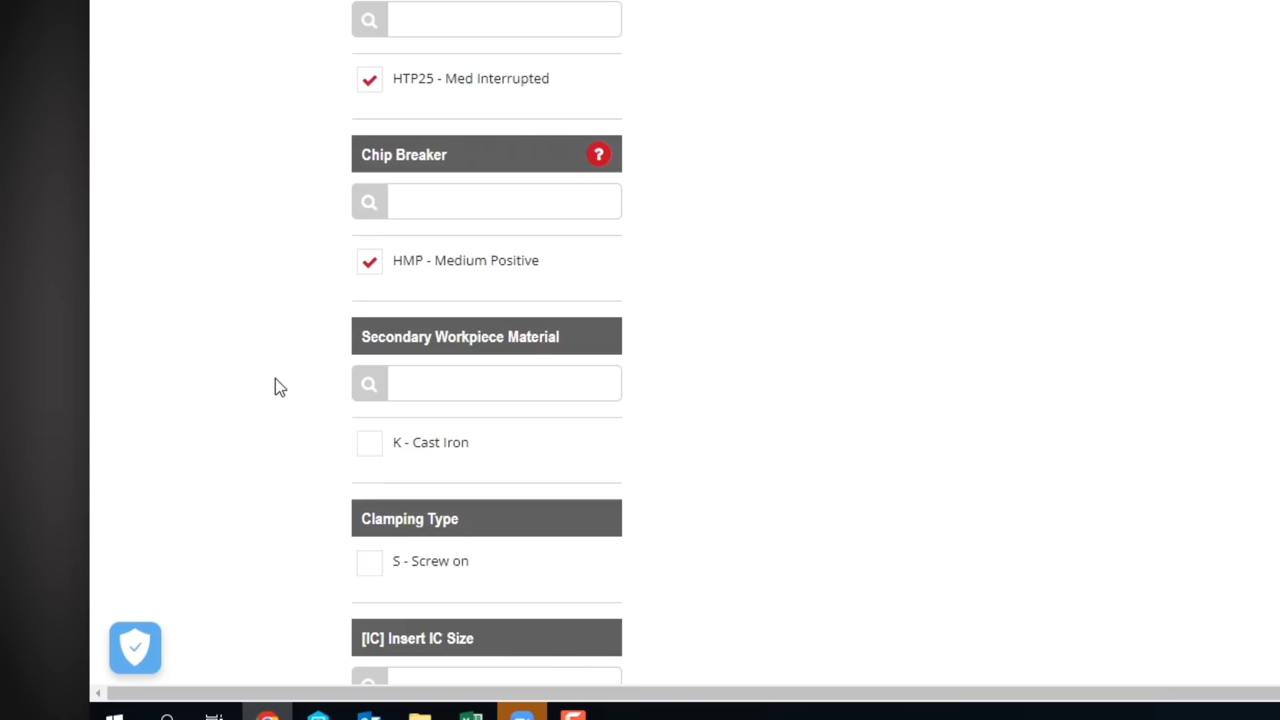 HTP25 - Med Interrupted
Chip Breaker ?
HMP - Medium Positive
Secondary Workpiece Material
K - Cast Iron
Clamping Type
S - Screw on
[IC] Insert IC Size